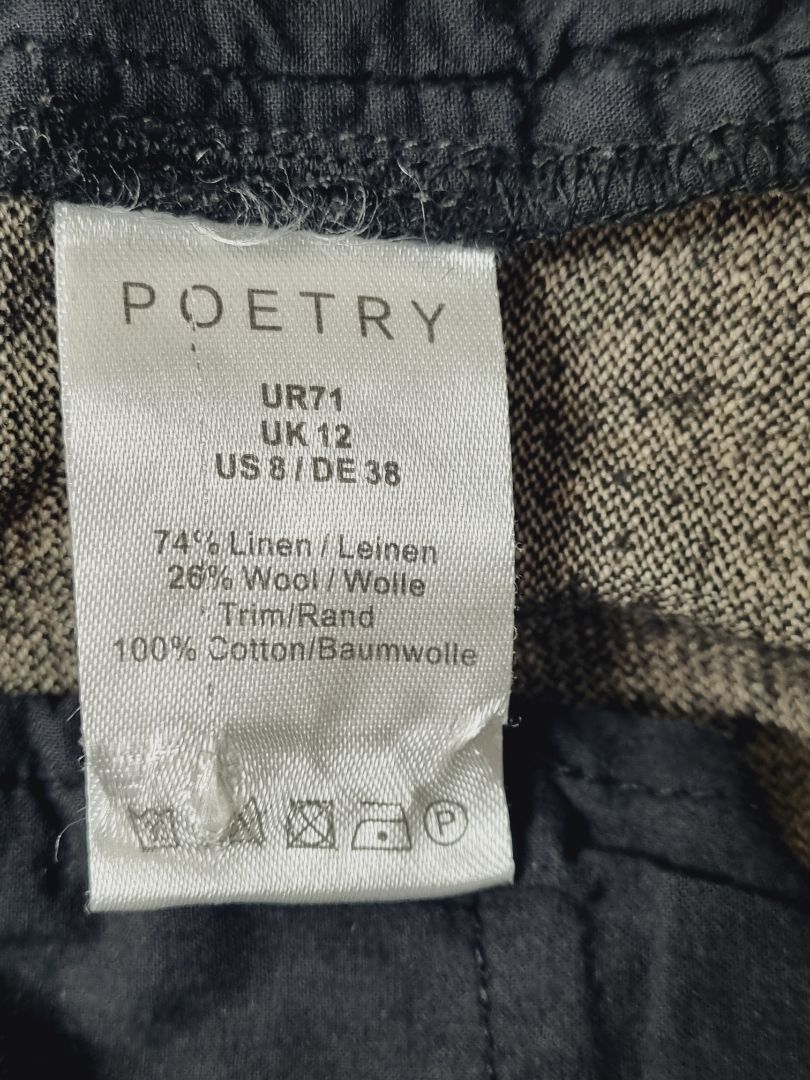 POETRY
UR71
UK 12
US 8 / DE 38
74% Linen / Leinen
26% Wool / Wolle
Trim/Rand
100% Cotton/Baumwolle
P